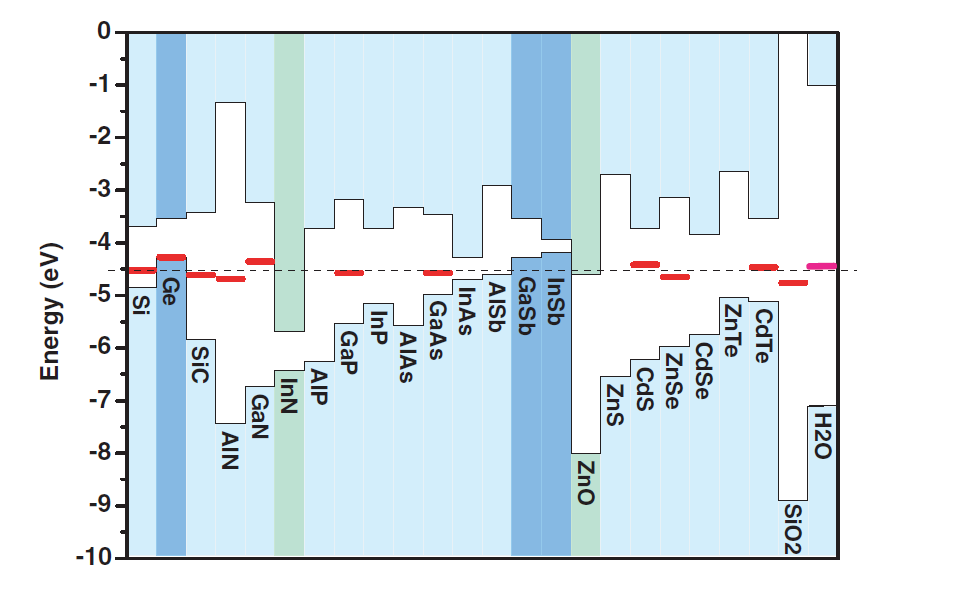 0
-1
-2
-3
-4
-5
-6
-7
-8
-9
-10
Energy (eV)
Si
Ge
SiC
AlN
GaN
InN
AlP
GaP
InP
AlAs
GaAs
InAs
AlSb
GaSb
InSb
ZnO
ZnS
CdS
ZnSe
CdSe
ZnTe
CdTe
SiO2
H2O